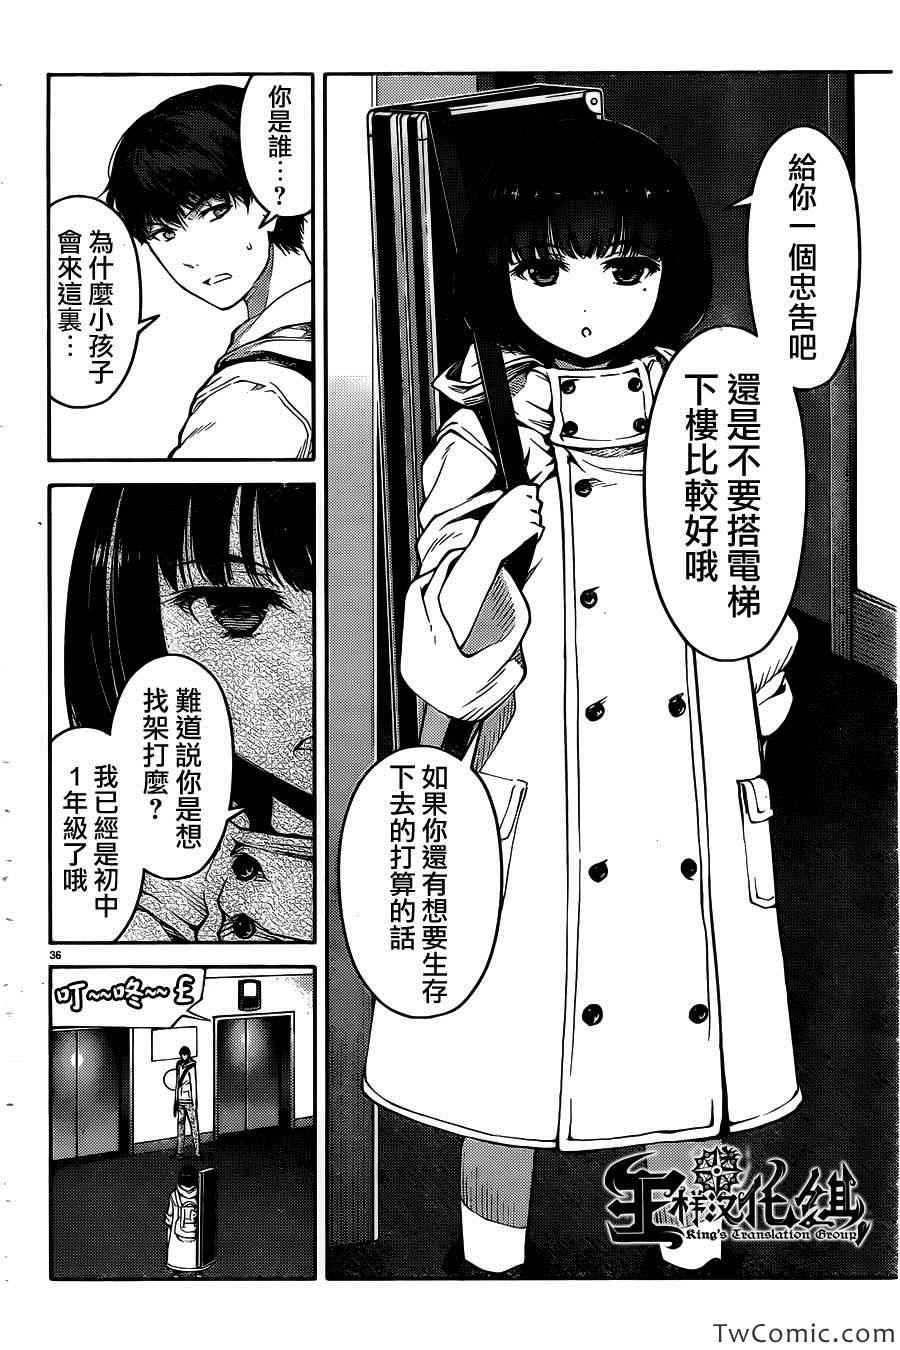 給你一個忠告吧
還是不要搭電梯
下樓比較好哦
如果你還有想要生存
下去的打算的話
你是誰…?
為什麼小孩子
會來這裏…
難道説你是想
找架打麼?
我已經是初中
1年級了哦
36
叮~咚~E
王样汉化組
King's Translation Group
TwComic.com